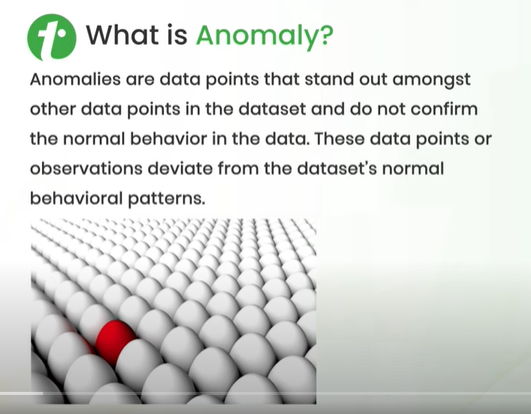 What is Anomaly?
Anomalies are data points that stand out amongst
other data points in the dataset and do not confirm
the normal behavior in the data. These data points or
observations deviate from the dataset's normal
behavioral patterns.